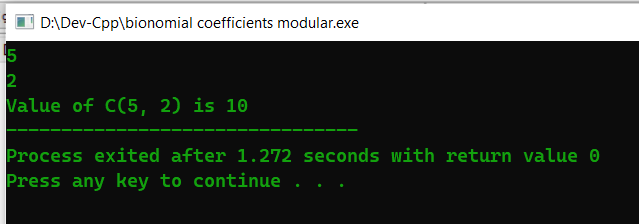 D:\Dev-Cpp\bionomial coefficients modular.exe
5
2
Value of C(5, 2) is 10
--------------------------------
Process exited after 1.272 seconds with return value 0
Press any key to continue . . .